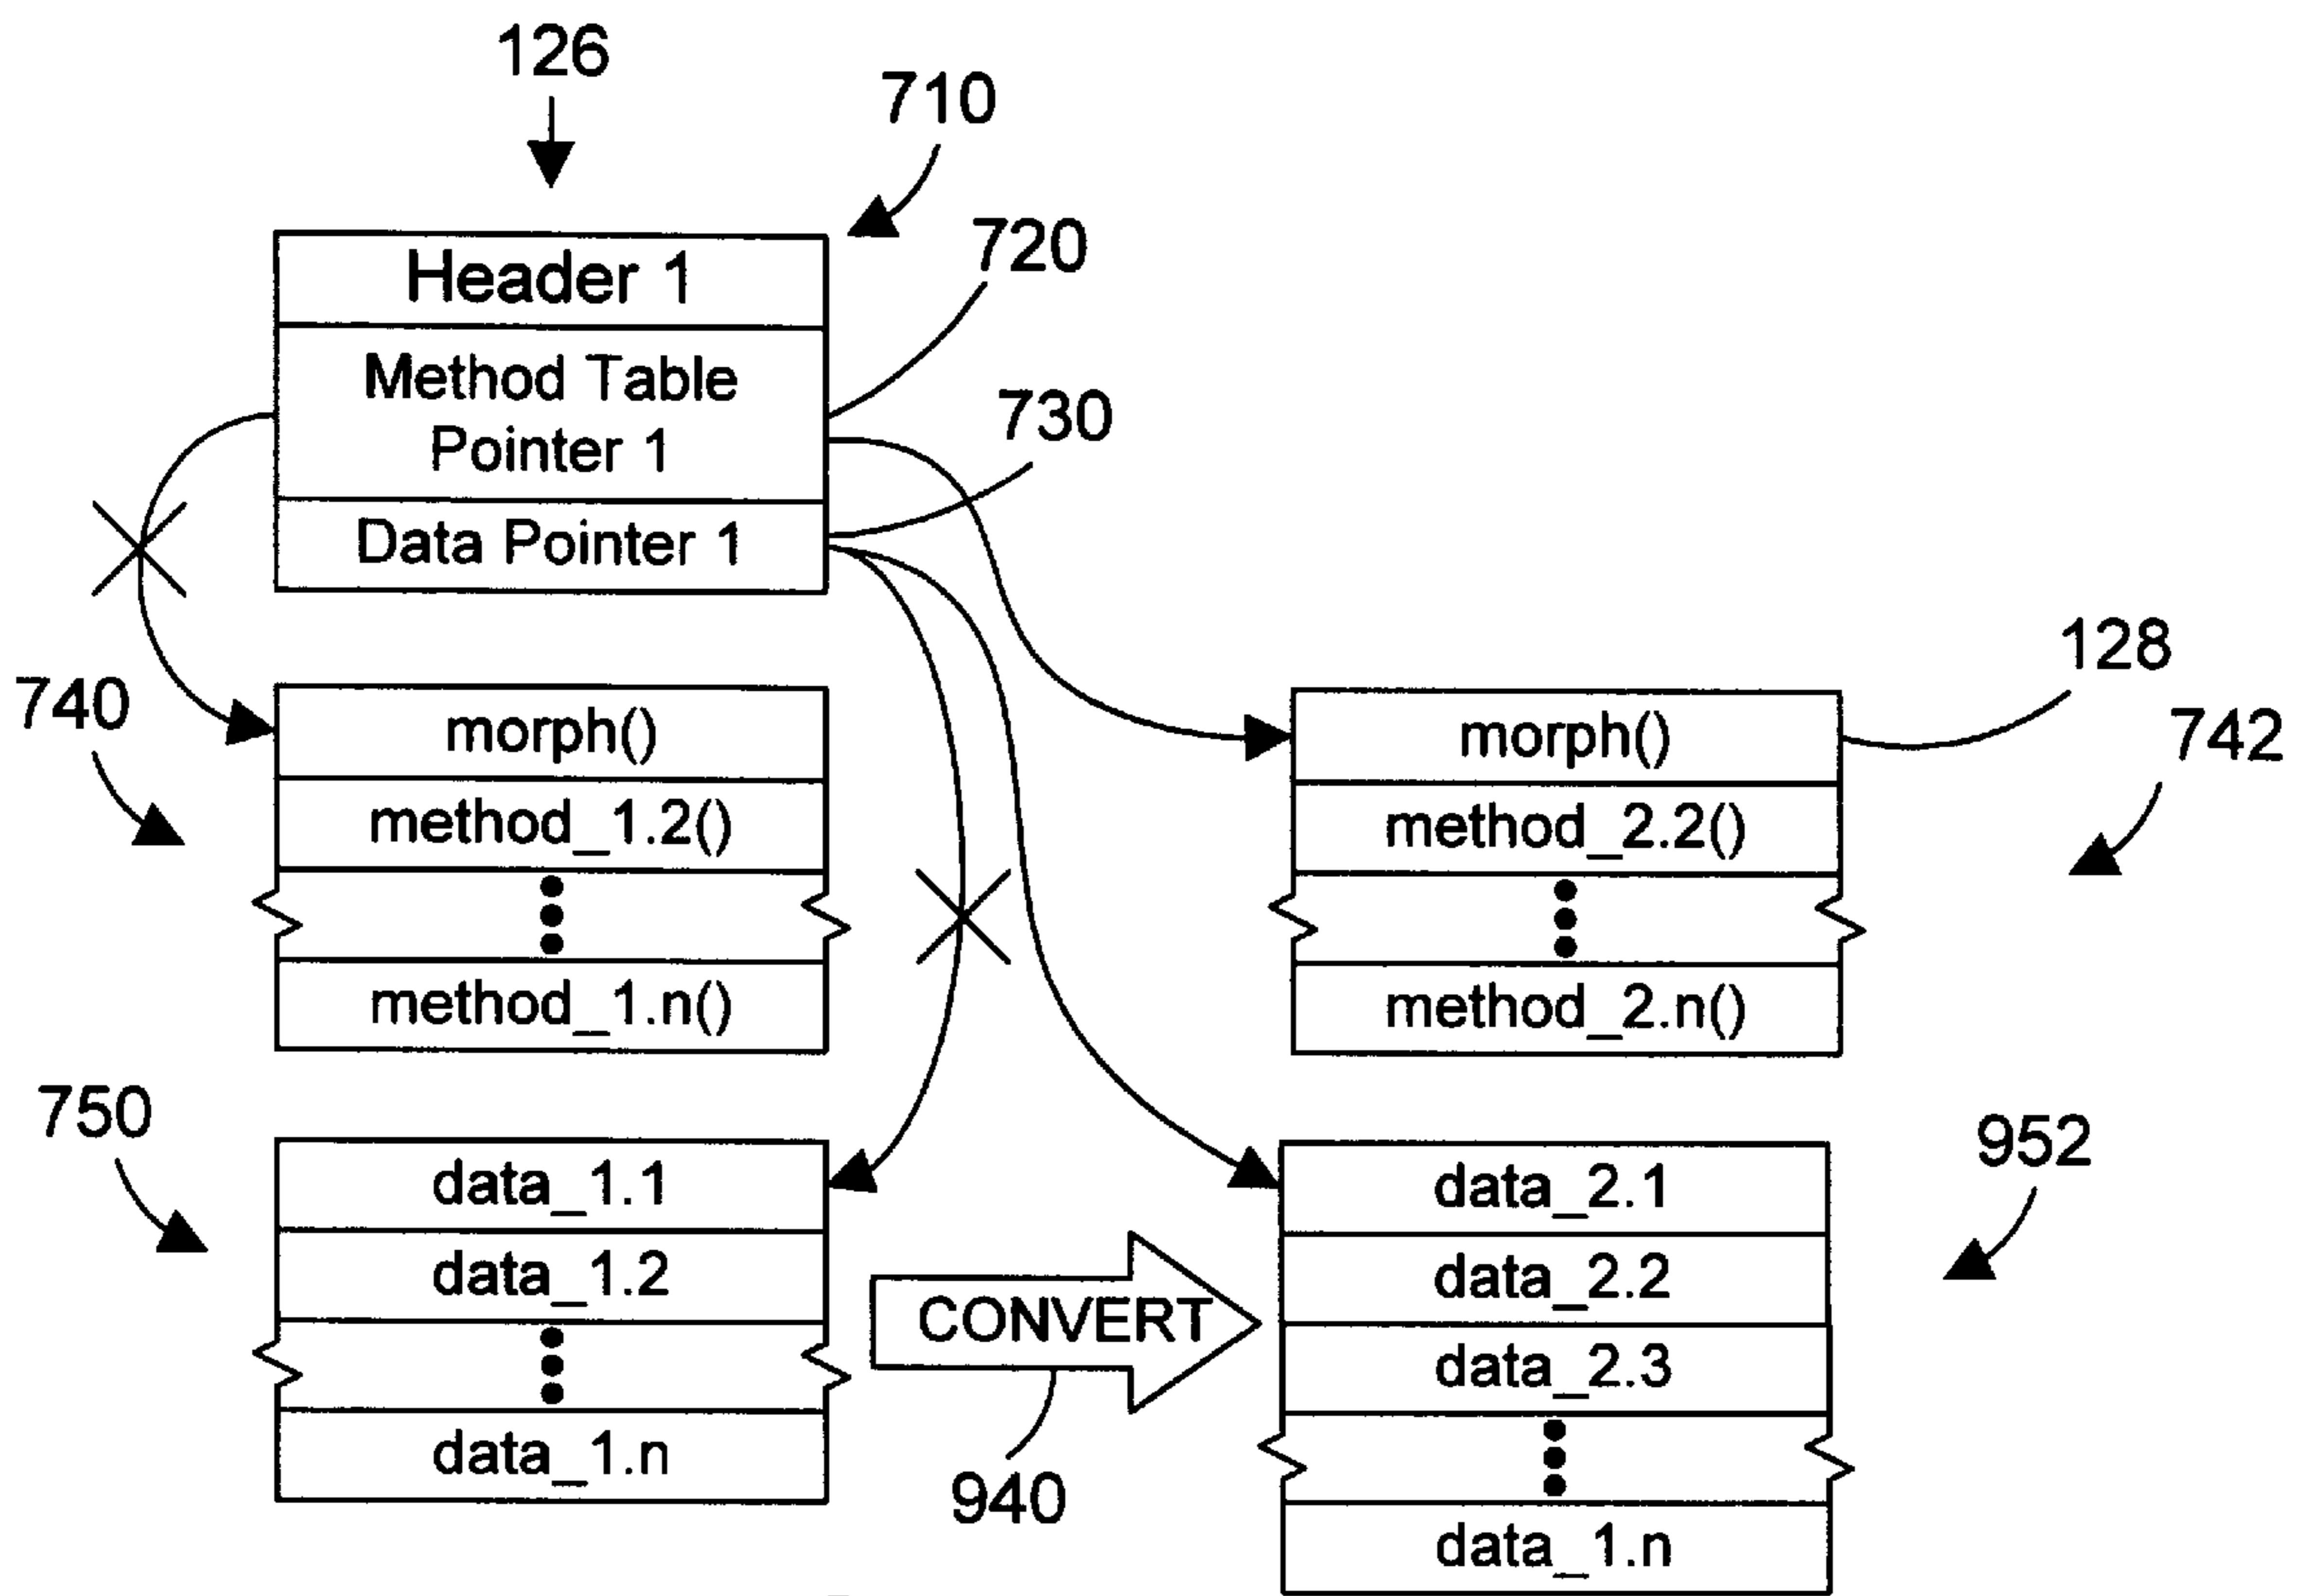 126
710
Header 1
720
Method Table
Pointer 1
730
Data Pointer 1
128
740
morph()
morph()
742
method_1.2()
method_2.2()
method_1.n()
method_2.n()
750
952
data_1.1
data_2.1
data_1.2
data_2.2
CONVERT
data_2.3
data_1.n
940
data_1.n